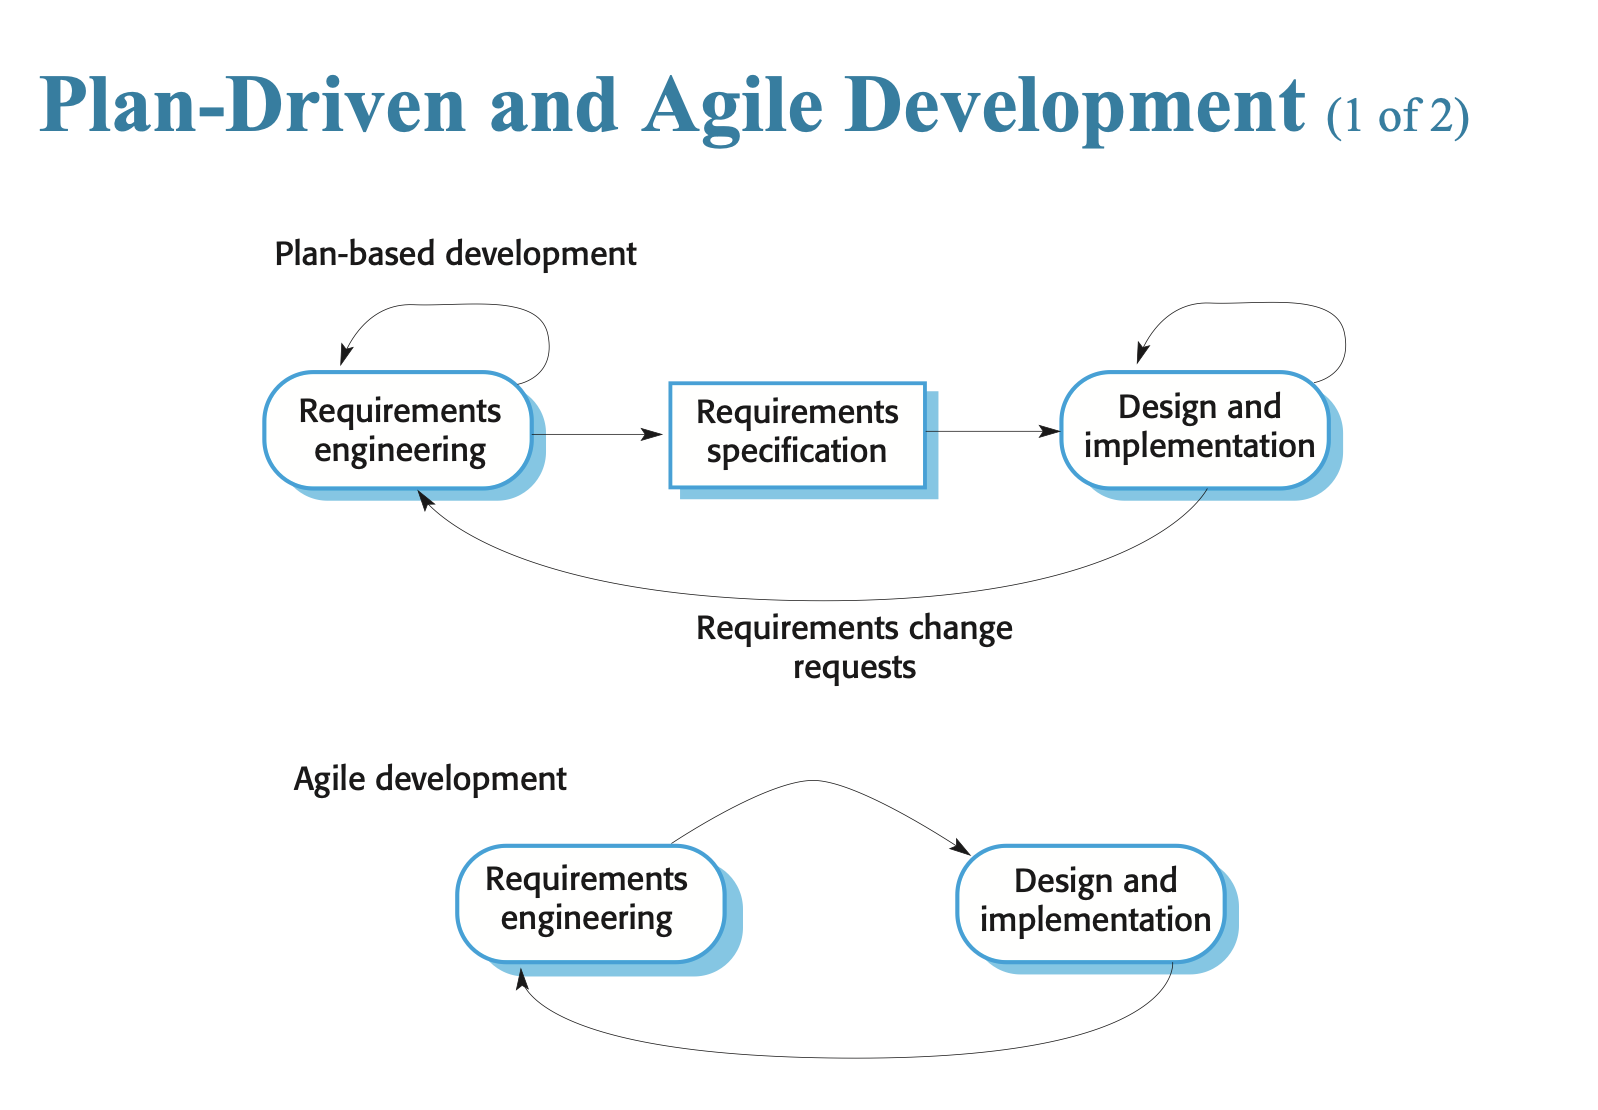 Plan-Driven and Agile Development (1 of 2)
Plan-based development
Requirements
engineering
Requirements
specification
Design and
implementation
Requirements change
requests
Agile development
Requirements
engineering
Design and
implementation